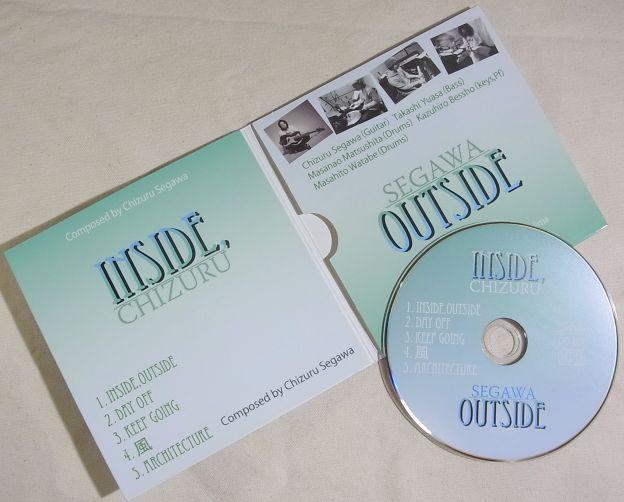 Composed by Chizuru Segawa
INSIDE,
CHIZURU
1. INSIDE,OUTSIDE
2. DAY OFF
3. KEEP GOING
4. 風
5. ARCHITECTURE
Composed by Chizuru Segawa
Chizuru Segawa (Guitar) Takashi Yuasa (Bass)
Masanao Matsushita (Drums) Kazuhiro Bessho (keys,Pf)
Masahito Watabe (Drums)
SEGAWA
OUTSIDE
INSIDE,
CHIZURU
1. INSIDE,OUTSIDE
2. DAY OFF
3. KEEP GOING
4. 風
5. ARCHITECTURE
SEGAWA
OUTSIDE